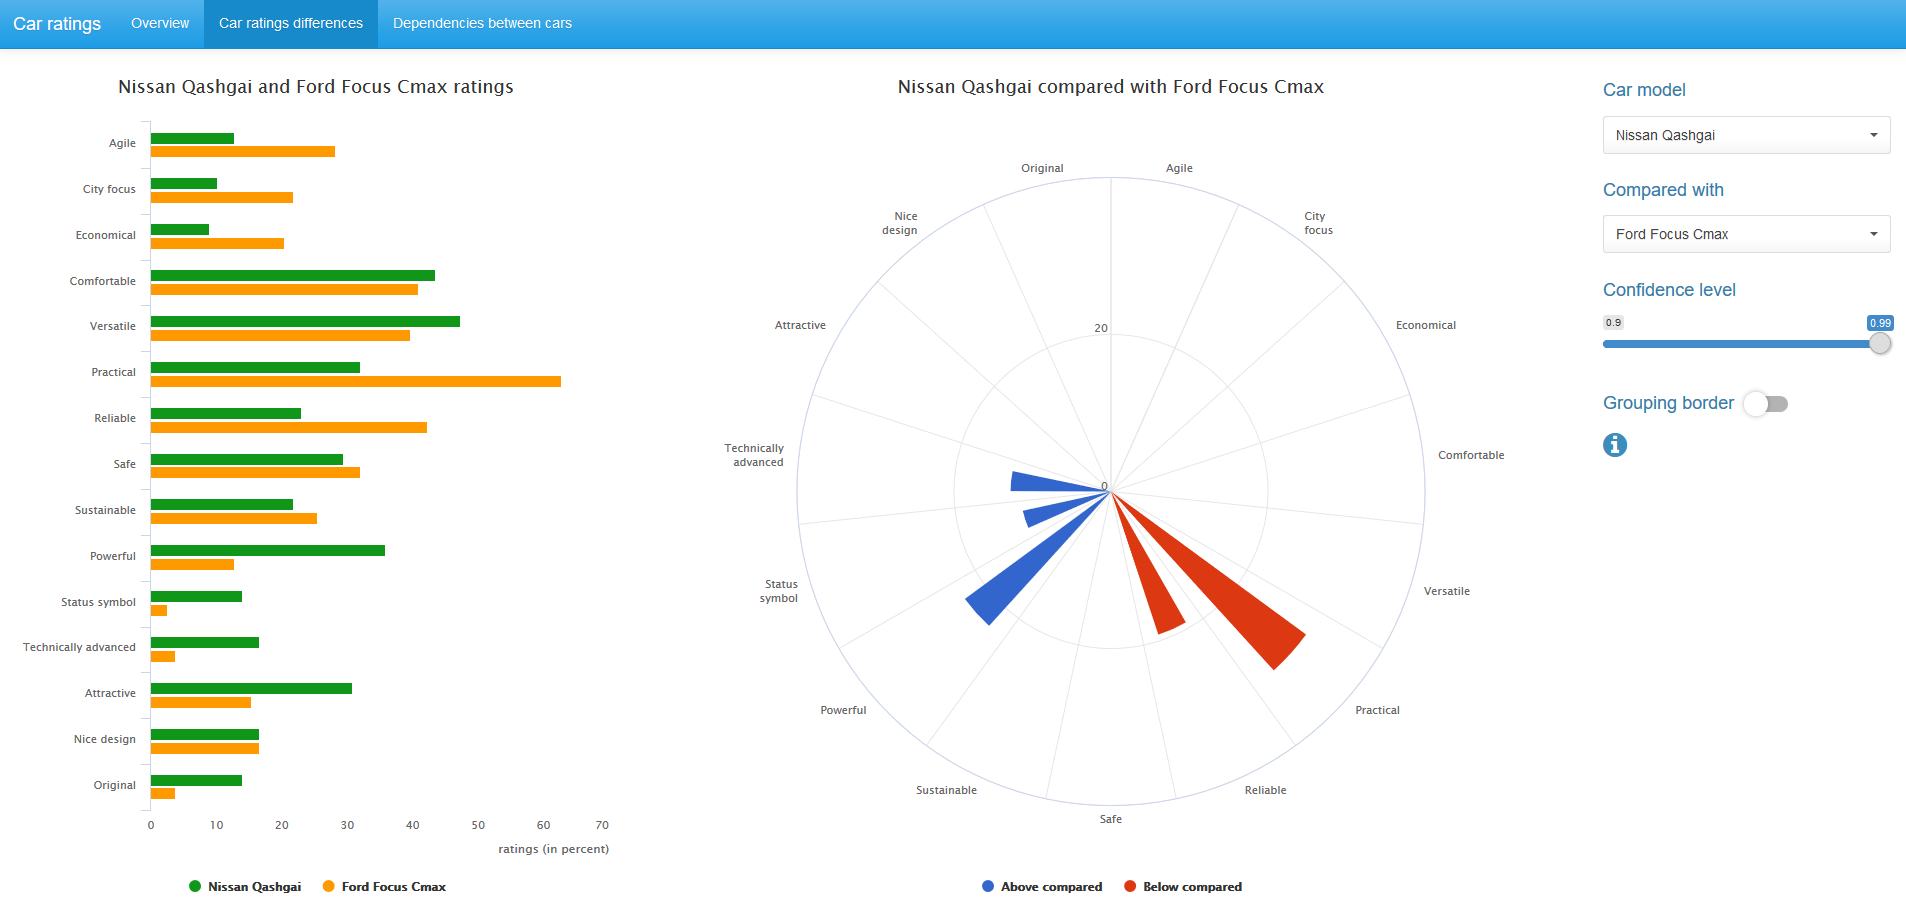 Car ratings
Overview
Car ratings differences
Dependencies between cars
Nissan Qashgai and Ford Focus Cmax ratings
Agile
City focus
Economical
Comfortable
Versatile
Practical
Reliable
Safe
Sustainable
Powerful
Status symbol
Technically advanced
Attractive
Nice design
Original
0
10
20
30
40
50
60
70
ratings (in percent)
Nissan Qashgai
Ford Focus Cmax
Nissan Qashgai compared with Ford Focus Cmax
Original
Agile
Nice
design
City
focus
Attractive
Economical
20
Technically
advanced
Comfortable
0
Status
symbol
Versatile
Powerful
Practical
Sustainable
Reliable
Safe
Above compared
Below compared
Car model
Nissan Qashgai
Compared with
Ford Focus Cmax
Confidence level
0.9
0.99
Grouping border